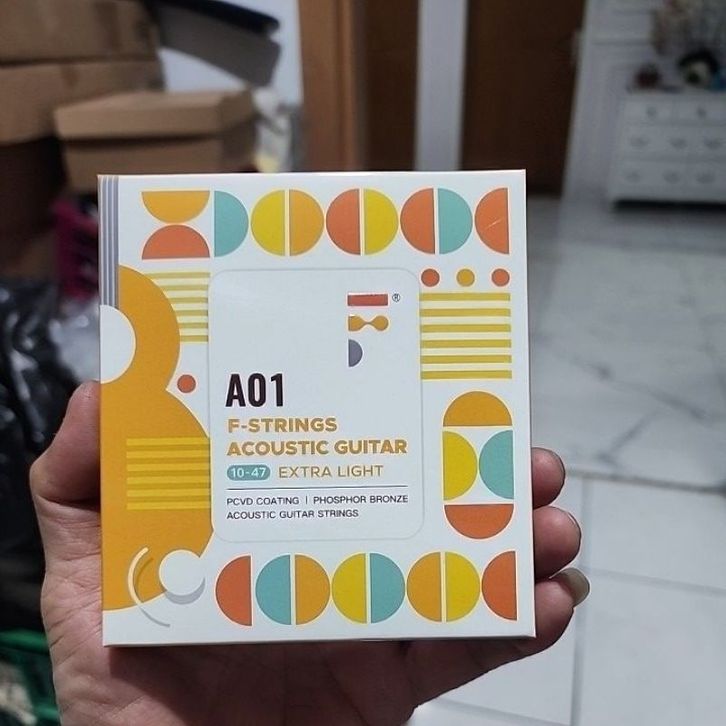 ®
A01
F-STRINGS
ACOUSTIC GUITAR
10-47 EXTRA LIGHT
PCVD COATING | PHOSPHOR BRONZE
ACOUSTIC GUITAR STRINGS